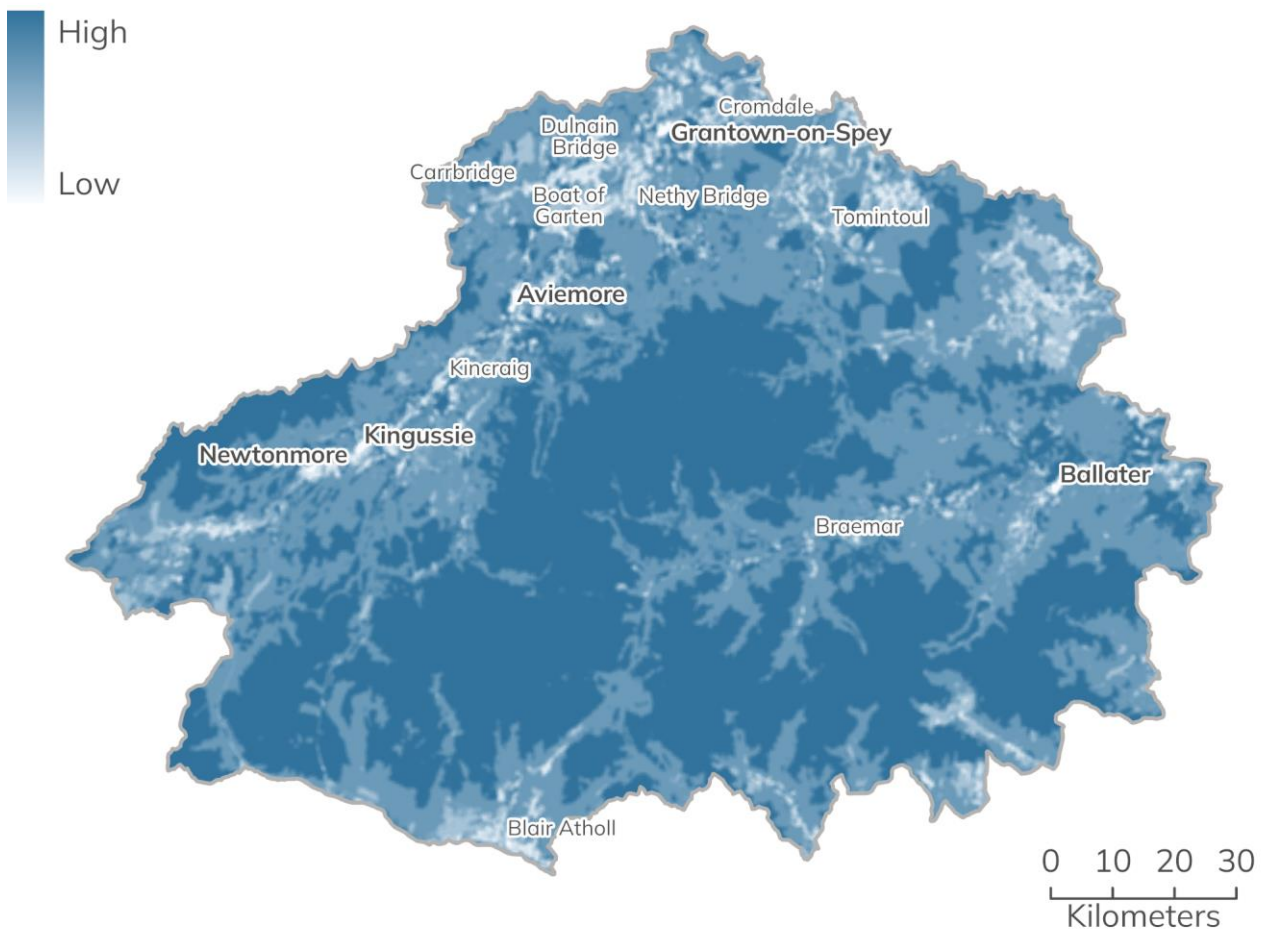 High
Low
Cromdale
Grantown-on-Spey
Dulnain
Bridge
Carrbridge
Boat of
Garten
Nethy Bridge
Tomintoul
Aviemore
Kincraig
Kingussie
Newtonmore
Ballater
Braemar
Blair Atholl
0 10 20 30
Kilometers